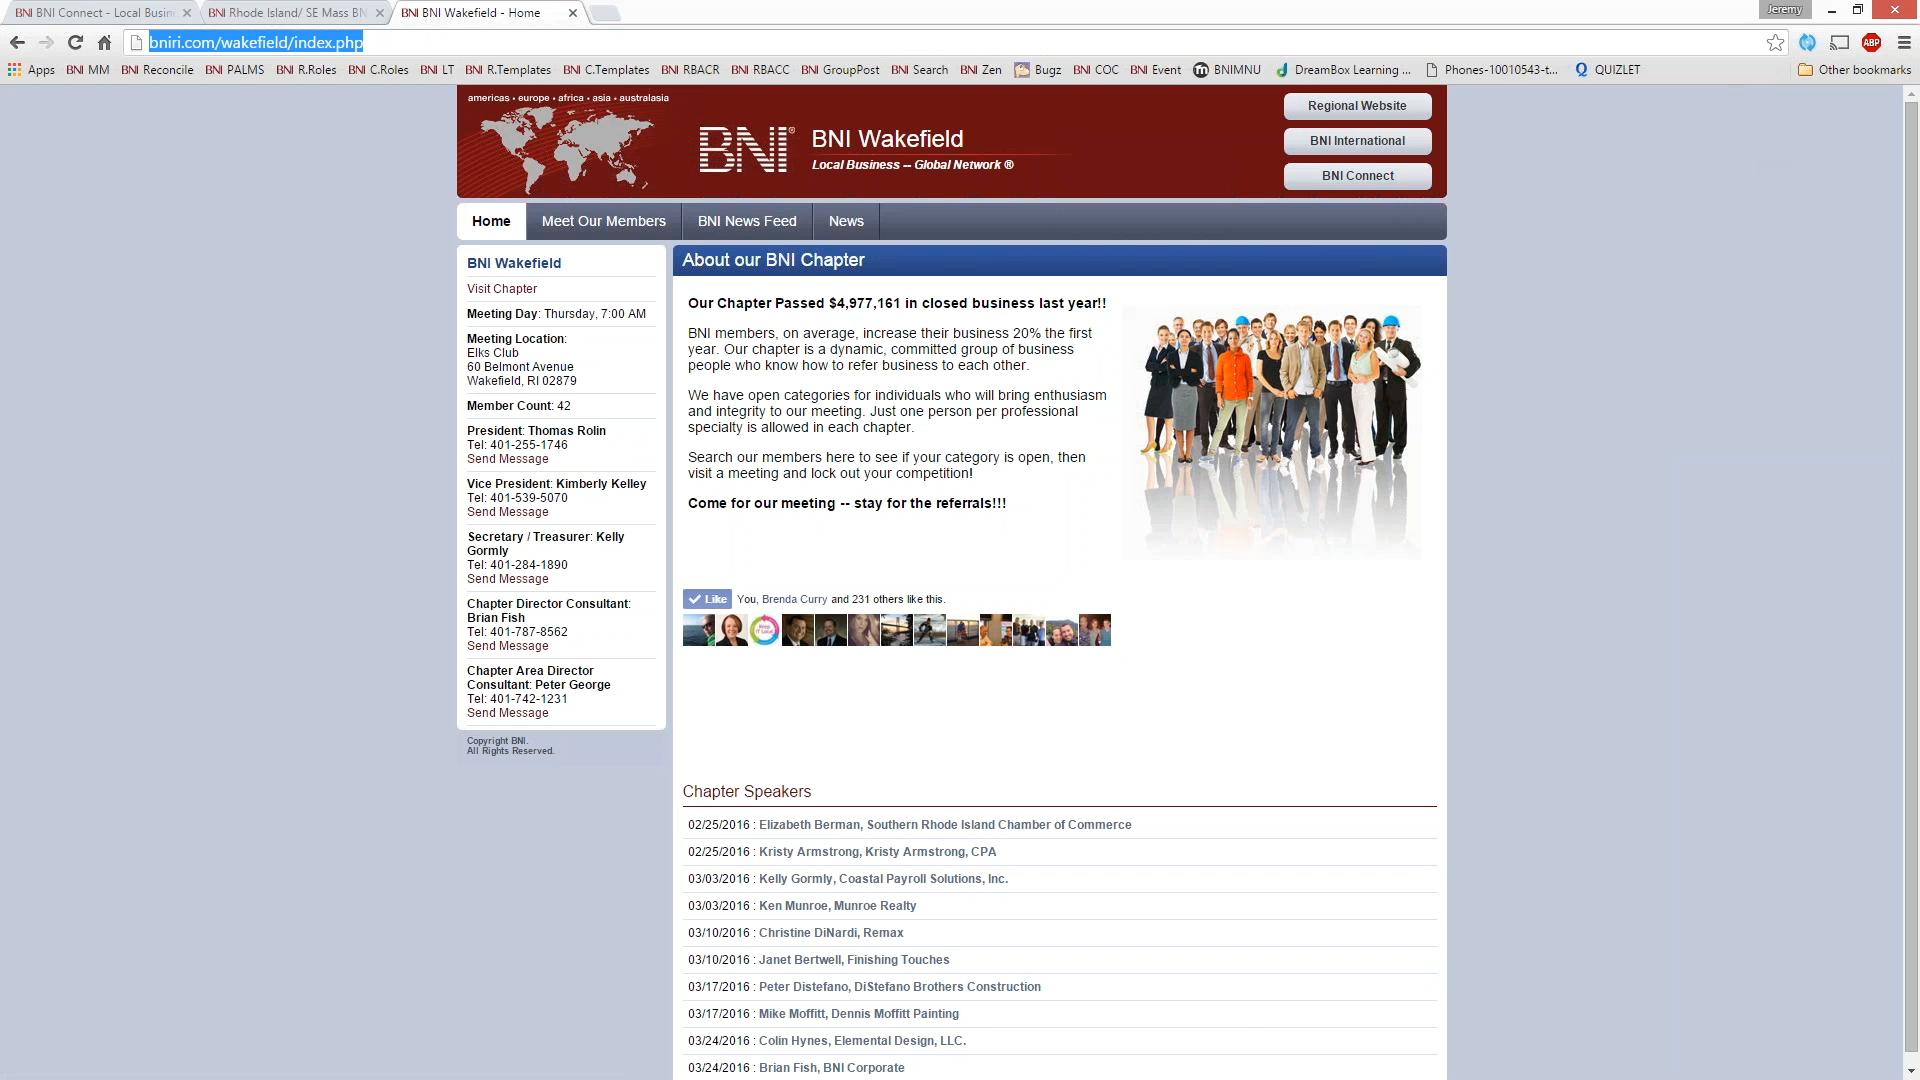 BNI BNI Connect - Local Busin
BNI Rhode Island/ SE Mass BN
BNI BNI Wakefield - Home
Jeremy
bniri.com/wakefield/index.php
ABP
Apps
BNI MM
BNI Reconcile
BNI PALMS
BNI R.Roles
BNI C.Roles
BNI LT
BNI R.Templates
BNI C.Templates
BNI RBACR
BNI RBACC
BNI GroupPost
BNI Search
BNI Zen
Bugz
BNI COC
BNI Event
BNIMNU
DreamBox Learning ...
Phones-10010543-t...
Q QUIZLET
Other bookmarks
americas • europe • africa • asia • australasia
BNI®
BNI Wakefield
Local Business -- Global Network ®
Regional Website
BNI International
BNI Connect
Home
Meet Our Members
BNI News Feed
News
BNI Wakefield
Visit Chapter
Meeting Day: Thursday, 7:00 AM
Meeting Location:
Elks Club
60 Belmont Avenue
Wakefield, RI 02879
Member Count: 42
President: Thomas Rolin
Tel: 401-255-1746
Send Message
Vice President: Kimberly Kelley
Tel: 401-539-5070
Send Message
Secretary / Treasurer: Kelly
Gormly
Tel: 401-284-1890
Send Message
Chapter Director Consultant:
Brian Fish
Tel: 401-787-8562
Send Message
Chapter Area Director
Consultant: Peter George
Tel: 401-742-1231
Send Message
Copyright BNI.
All Rights Reserved.
About our BNI Chapter
Our Chapter Passed $4,977,161 in closed business last year!!
BNI members, on average, increase their business 20% the first
year. Our chapter is a dynamic, committed group of business
people who know how to refer business to each other.
We have open categories for individuals who will bring enthusiasm
and integrity to our meeting. Just one person per professional
specialty is allowed in each chapter.
Search our members here to see if your category is open, then
visit a meeting and lock out your competition!
Come for our meeting -- stay for the referrals!!!
Like
You, Brenda Curry and 231 others like this.
Chapter Speakers
02/25/2016 : Elizabeth Berman, Southern Rhode Island Chamber of Commerce
02/25/2016 : Kristy Armstrong, Kristy Armstrong, CPA
03/03/2016 : Kelly Gormly, Coastal Payroll Solutions, Inc.
03/03/2016 : Ken Munroe, Munroe Realty
03/10/2016 : Christine DiNardi, Remax
03/10/2016 : Janet Bertwell, Finishing Touches
03/17/2016 : Peter Distefano, DiStefano Brothers Construction
03/17/2016 : Mike Moffitt, Dennis Moffitt Painting
03/24/2016 : Colin Hynes, Elemental Design, LLC.
03/24/2016 : Brian Fish, BNI Corporate